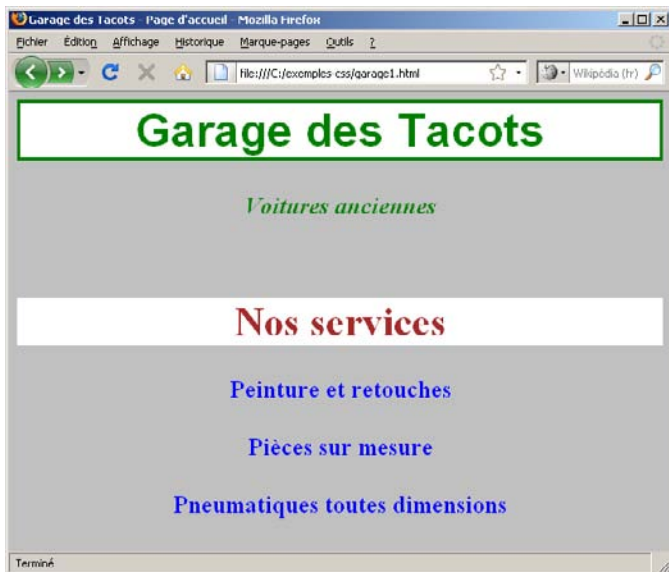 Garage des Tacots - Page d'accueil - Mozilla Firefox
Fichier Édition Affichage Historique Marque-pages Outils ?
file:///C:/exemples-css/garage1.html Wikipédia (fr)
Garage des Tacots
Voitures anciennes
Nos services
Peinture et retouches
Pièces sur mesure
Pneumatiques toutes dimensions
Terminé